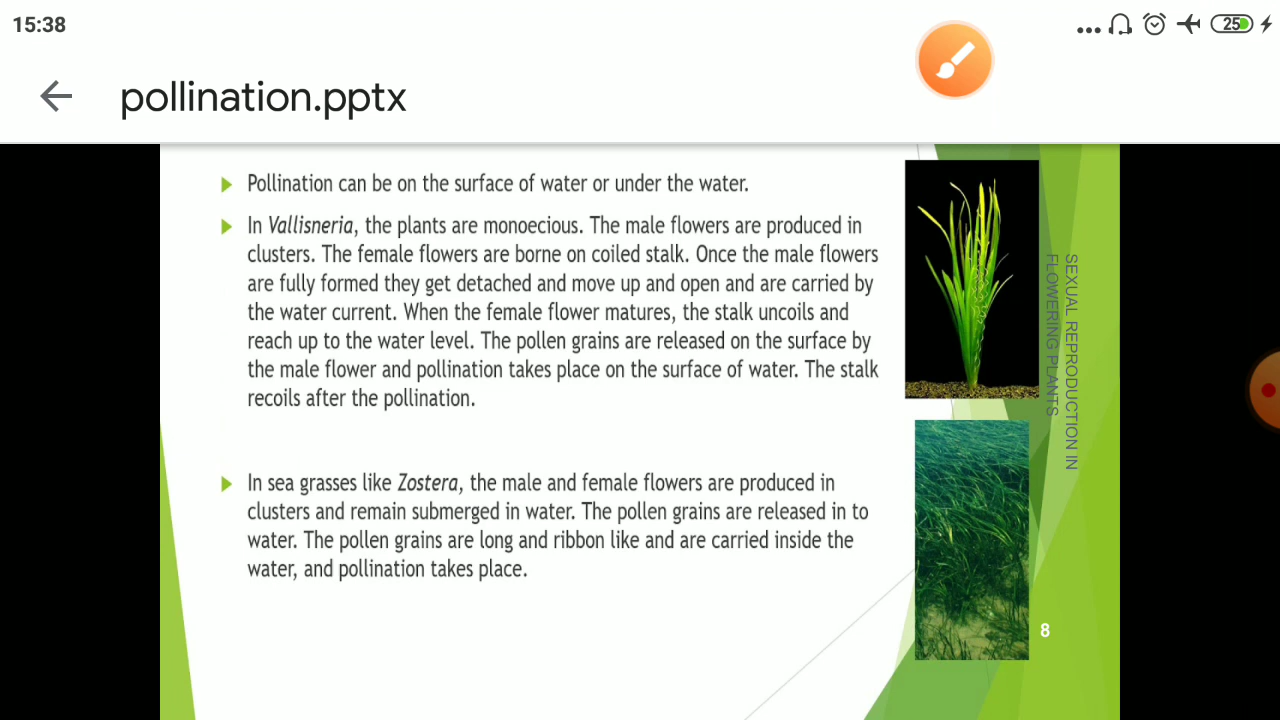 15:38
25
pollination.pptx
Pollination can be on the surface of water or under the water.
In Vallisneria, the plants are monoecious. The male flowers are produced in
clusters. The female flowers are borne on coiled stalk. Once the male flowers
are fully formed they get detached and move up and open and are carried by
the water current. When the female flower matures, the stalk uncoils and
reach up to the water level. The pollen grains are released on the surface by
the male flower and pollination takes place on the surface of water. The stalk
recoils after the pollination.
In sea grasses like Zostera, the male and female flowers are produced in
clusters and remain submerged in water. The pollen grains are released in to
water. The pollen grains are long and ribbon like and are carried inside the
water, and pollination takes place.
SEXUAL REPRODUCTION IN
FLOWERING PLANTS
8